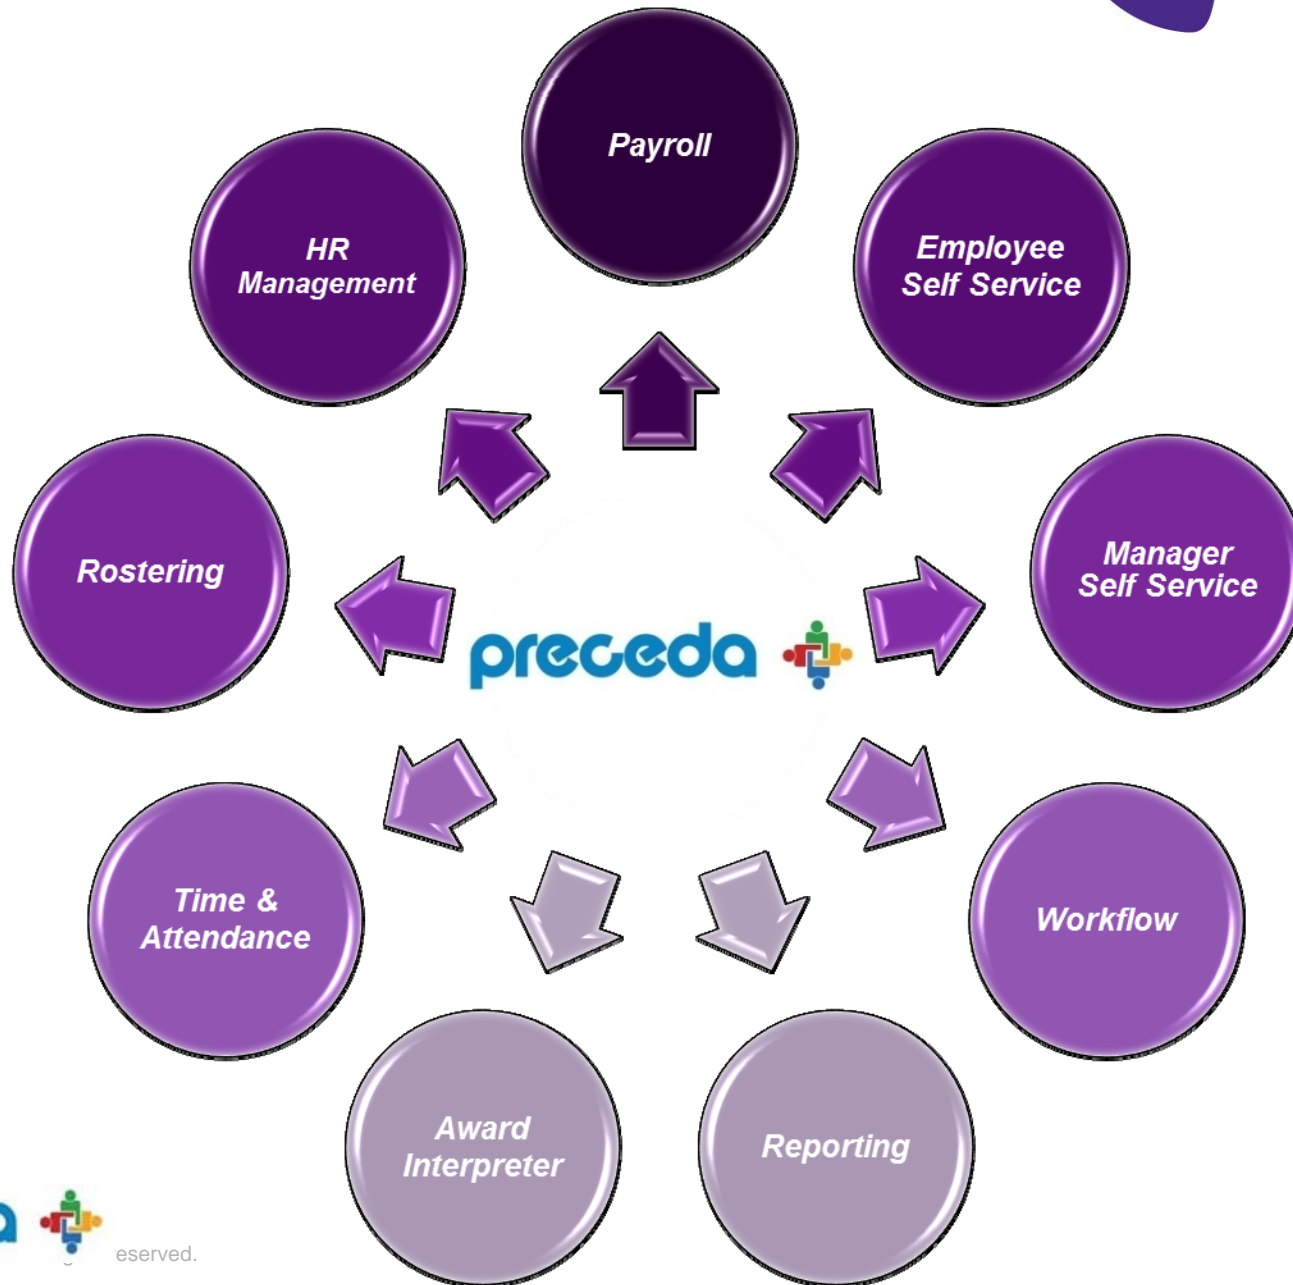 Payroll
HR
Management
Employee
Self Service
Rostering
Manager
Self Service
preceda
Time &
Attendance
Workflow
Award
Interpreter
Reporting
eserved.